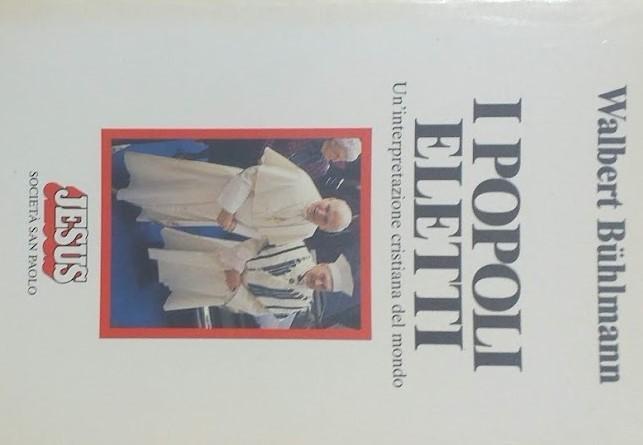 Walbert Bühlmann
I POPOLI
ELETTI
Un'interpretazione cristiana del mondo
JESUS
SOCIETÀ SAN PAOLO